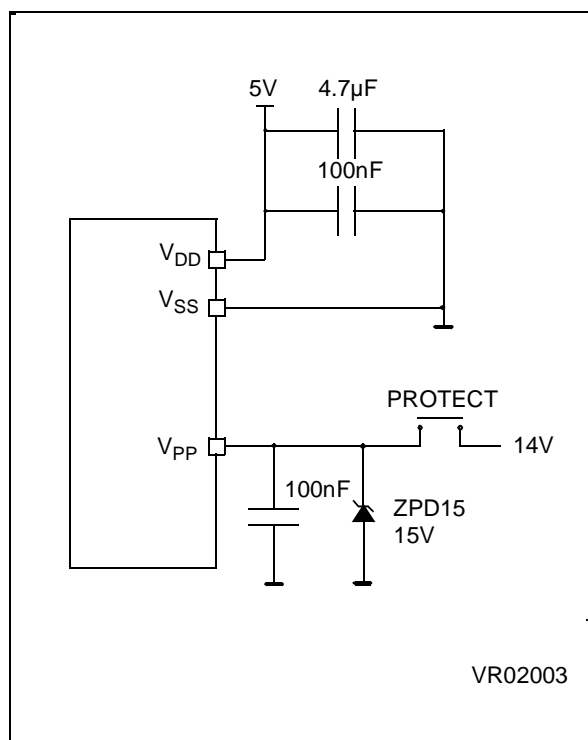 5V
4.7µF
100nF
VDD
VSS
PROTECT
VPP
14V
100nF
ZPD15
15V
VR02003